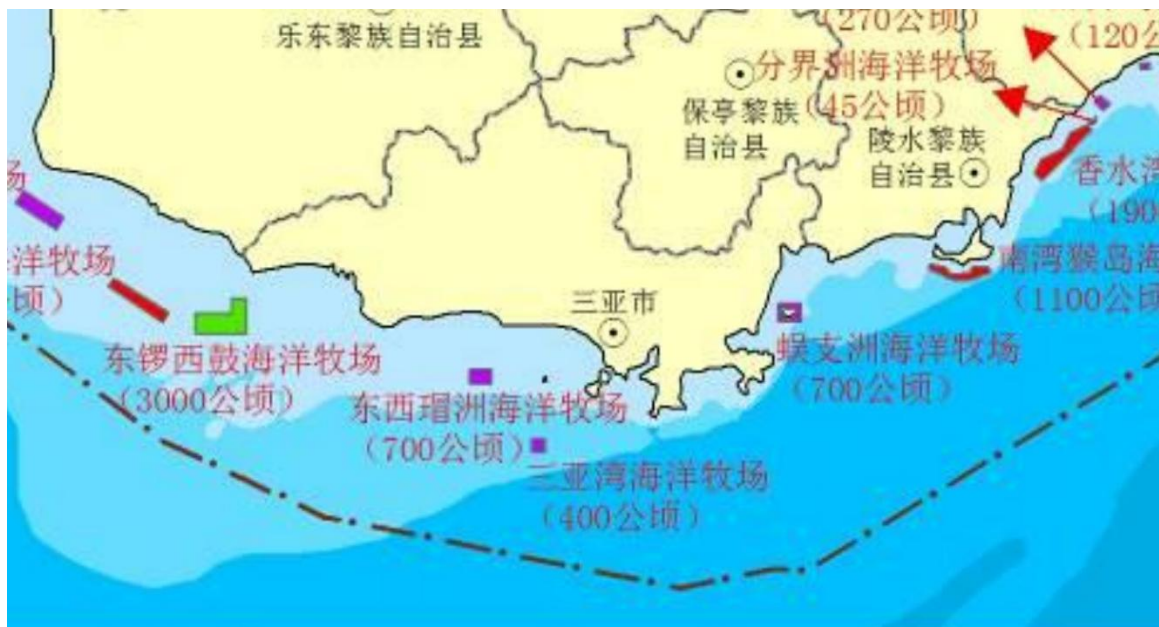 （270公顷）
（120公
乐东黎族自治县
分界洲海洋牧场
（45公顷）
保亭黎族
自治县
陵水黎族
自治县
香水湾
（190
场
洋牧场
公顷）
南湾猴岛海
（1100公顷
三亚市
东锣西鼓海洋牧场
（3000公顷）
蜈支洲海洋牧场
（700公顷）
东西瑁洲海洋牧场
（700公顷）
三亚湾海洋牧场
（400公顷）